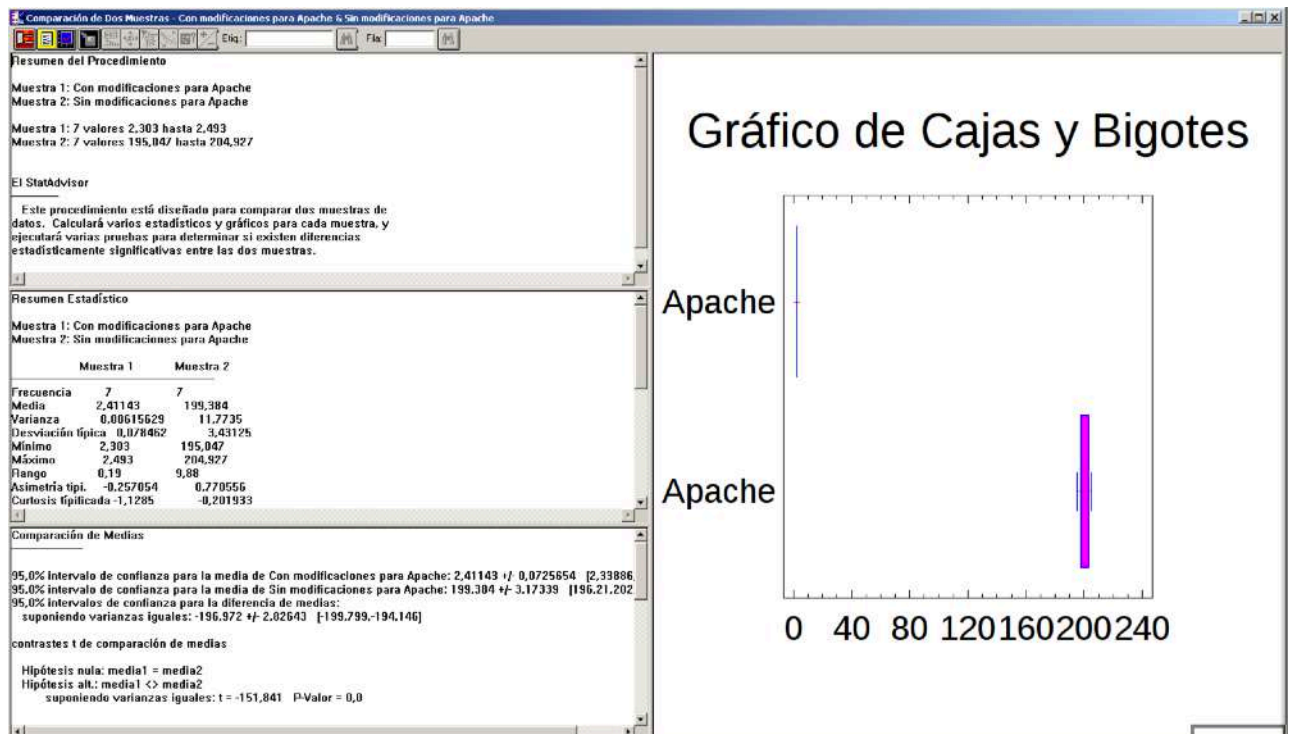 Comparación de Dos Muestras - Con modificaciones para Apache & Sin modificaciones para Apache
Etiq:
Fla:
Resumen del Procedimiento
Muestra 1: Con modificaciones para Apache
Muestra 2: Sin modificaciones para Apache
Muestra 1: 7 valores 2,303 hasta 2,493
Muestra 2: 7 valores 195,047 hasta 204,927
El StatAdvisor
Este procedimiento está diseñado para comparar dos muestras de
datos. Calculará varios estadísticos y gráficos para cada muestra, y
ejecutará varias pruebas para determinar si existen diferencias
estadísticamente significativas entre las dos muestras.
Resumen Estadístico
Muestra 1: Con modificaciones para Apache
Muestra 2: Sin modificaciones para Apache
Muestra 1 Muestra 2
Frecuencia 7 7
Media 2,41143 199,384
Varianza 0,00615629 11,7735
Desviación típica 0,078462 3,43125
Mínimo 2,303 195,047
Máximo 2,493 204,927
Rango 0,19 9,88
Asimetría tipi. -0,257054 0,770556
Curtosis típificada -1,1285 -0,201933
Comparación de Medias
95,0% intervalo de confianza para la media de Con modificaciones para Apache: 2,41143 +/- 0,0725654 [2,33886,
95,0% intervalo de confianza para la media de Sin modificaciones para Apache: 199,384 +/- 3,17339 [196,21,202
95,0% intervalos de confianza para la diferencia de medias:
suponiendo varianzas iguales: -196,972 +/- 2,82643 [-199,799,-194,146]
contrastes t de comparación de medias
Hipótesis nula: media1 = media2
Hipótesis alt.: media1 <> media2
suponiendo varianzas iguales: t = -151,841 P-Valor = 0,0
Gráfico de Cajas y Bigotes
Apache
Apache
0 40 80 120 160 200 240